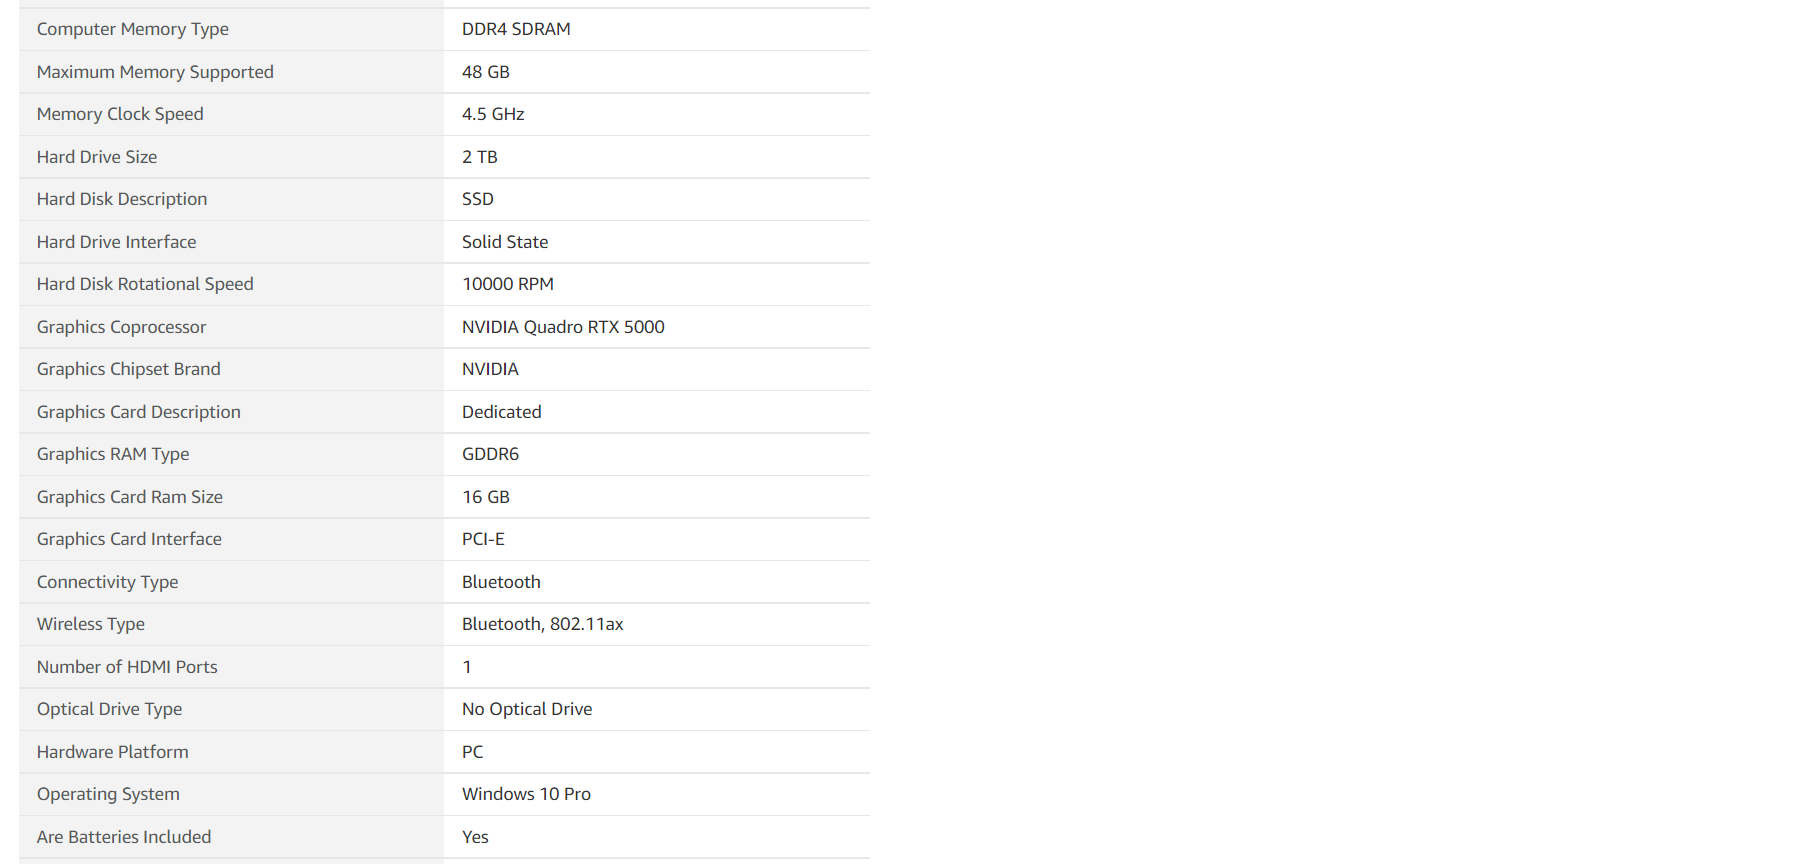 Computer Memory Type DDR4 SDRAM
Maximum Memory Supported 48 GB
Memory Clock Speed 4.5 GHz
Hard Drive Size 2 TB
Hard Disk Description SSD
Hard Drive Interface Solid State
Hard Disk Rotational Speed 10000 RPM
Graphics Coprocessor NVIDIA Quadro RTX 5000
Graphics Chipset Brand NVIDIA
Graphics Card Description Dedicated
Graphics RAM Type GDDR6
Graphics Card Ram Size 16 GB
Graphics Card Interface PCI-E
Connectivity Type Bluetooth
Wireless Type Bluetooth, 802.11ax
Number of HDMI Ports 1
Optical Drive Type No Optical Drive
Hardware Platform PC
Operating System Windows 10 Pro
Are Batteries Included Yes